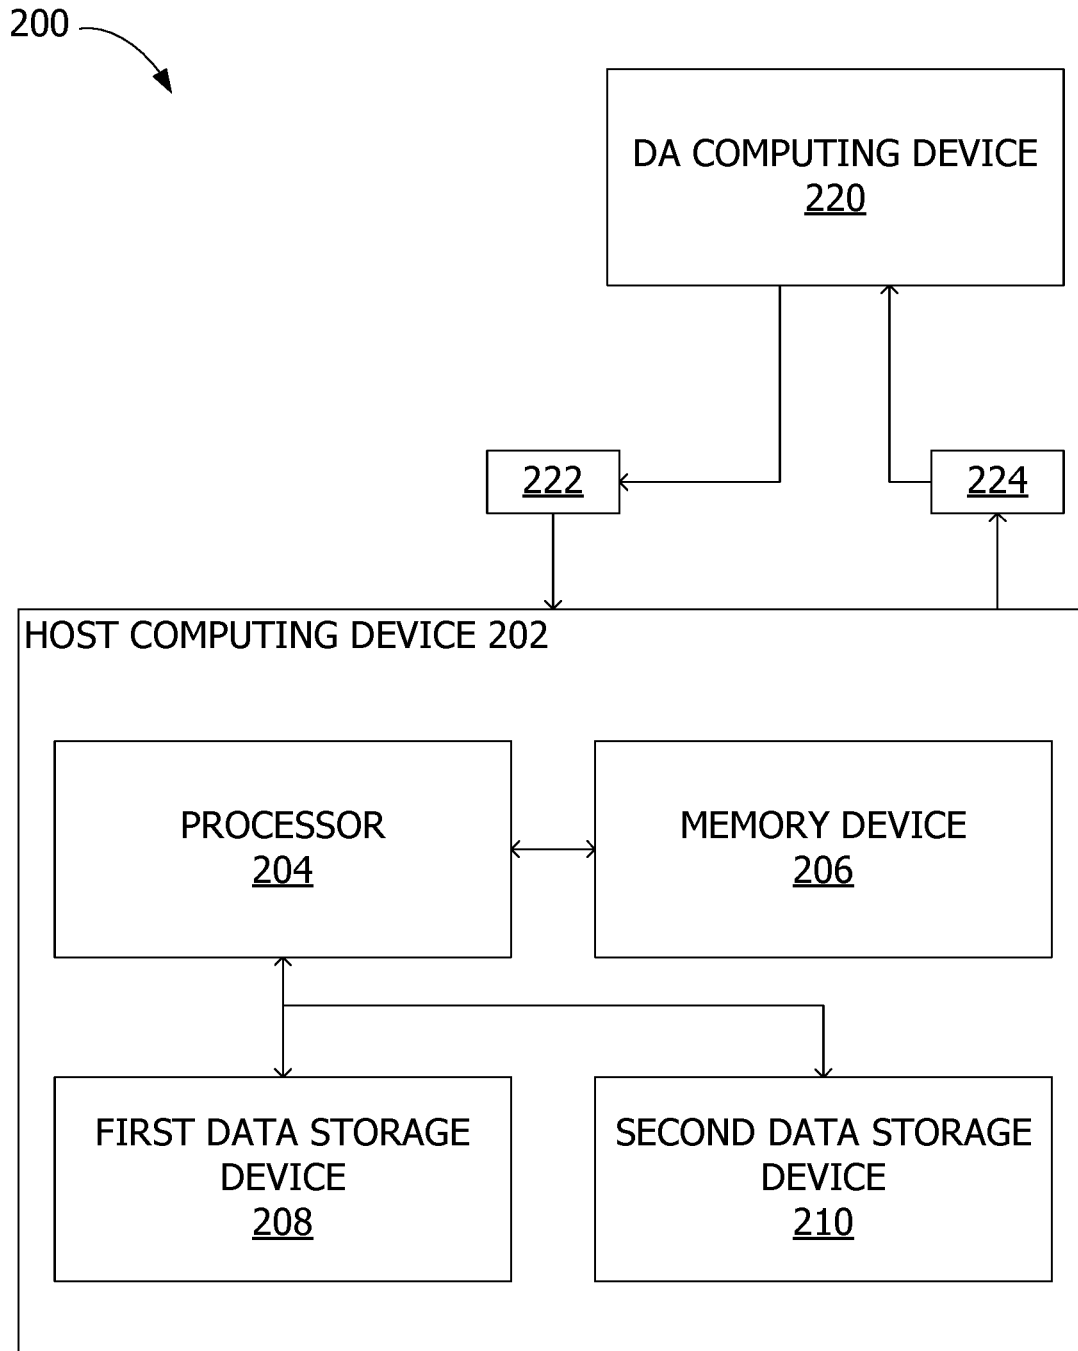 200
DA COMPUTING DEVICE
220
222
224
HOST COMPUTING DEVICE 202
PROCESSOR
204
MEMORY DEVICE
206
FIRST DATA STORAGE
DEVICE
208
SECOND DATA STORAGE
DEVICE
210